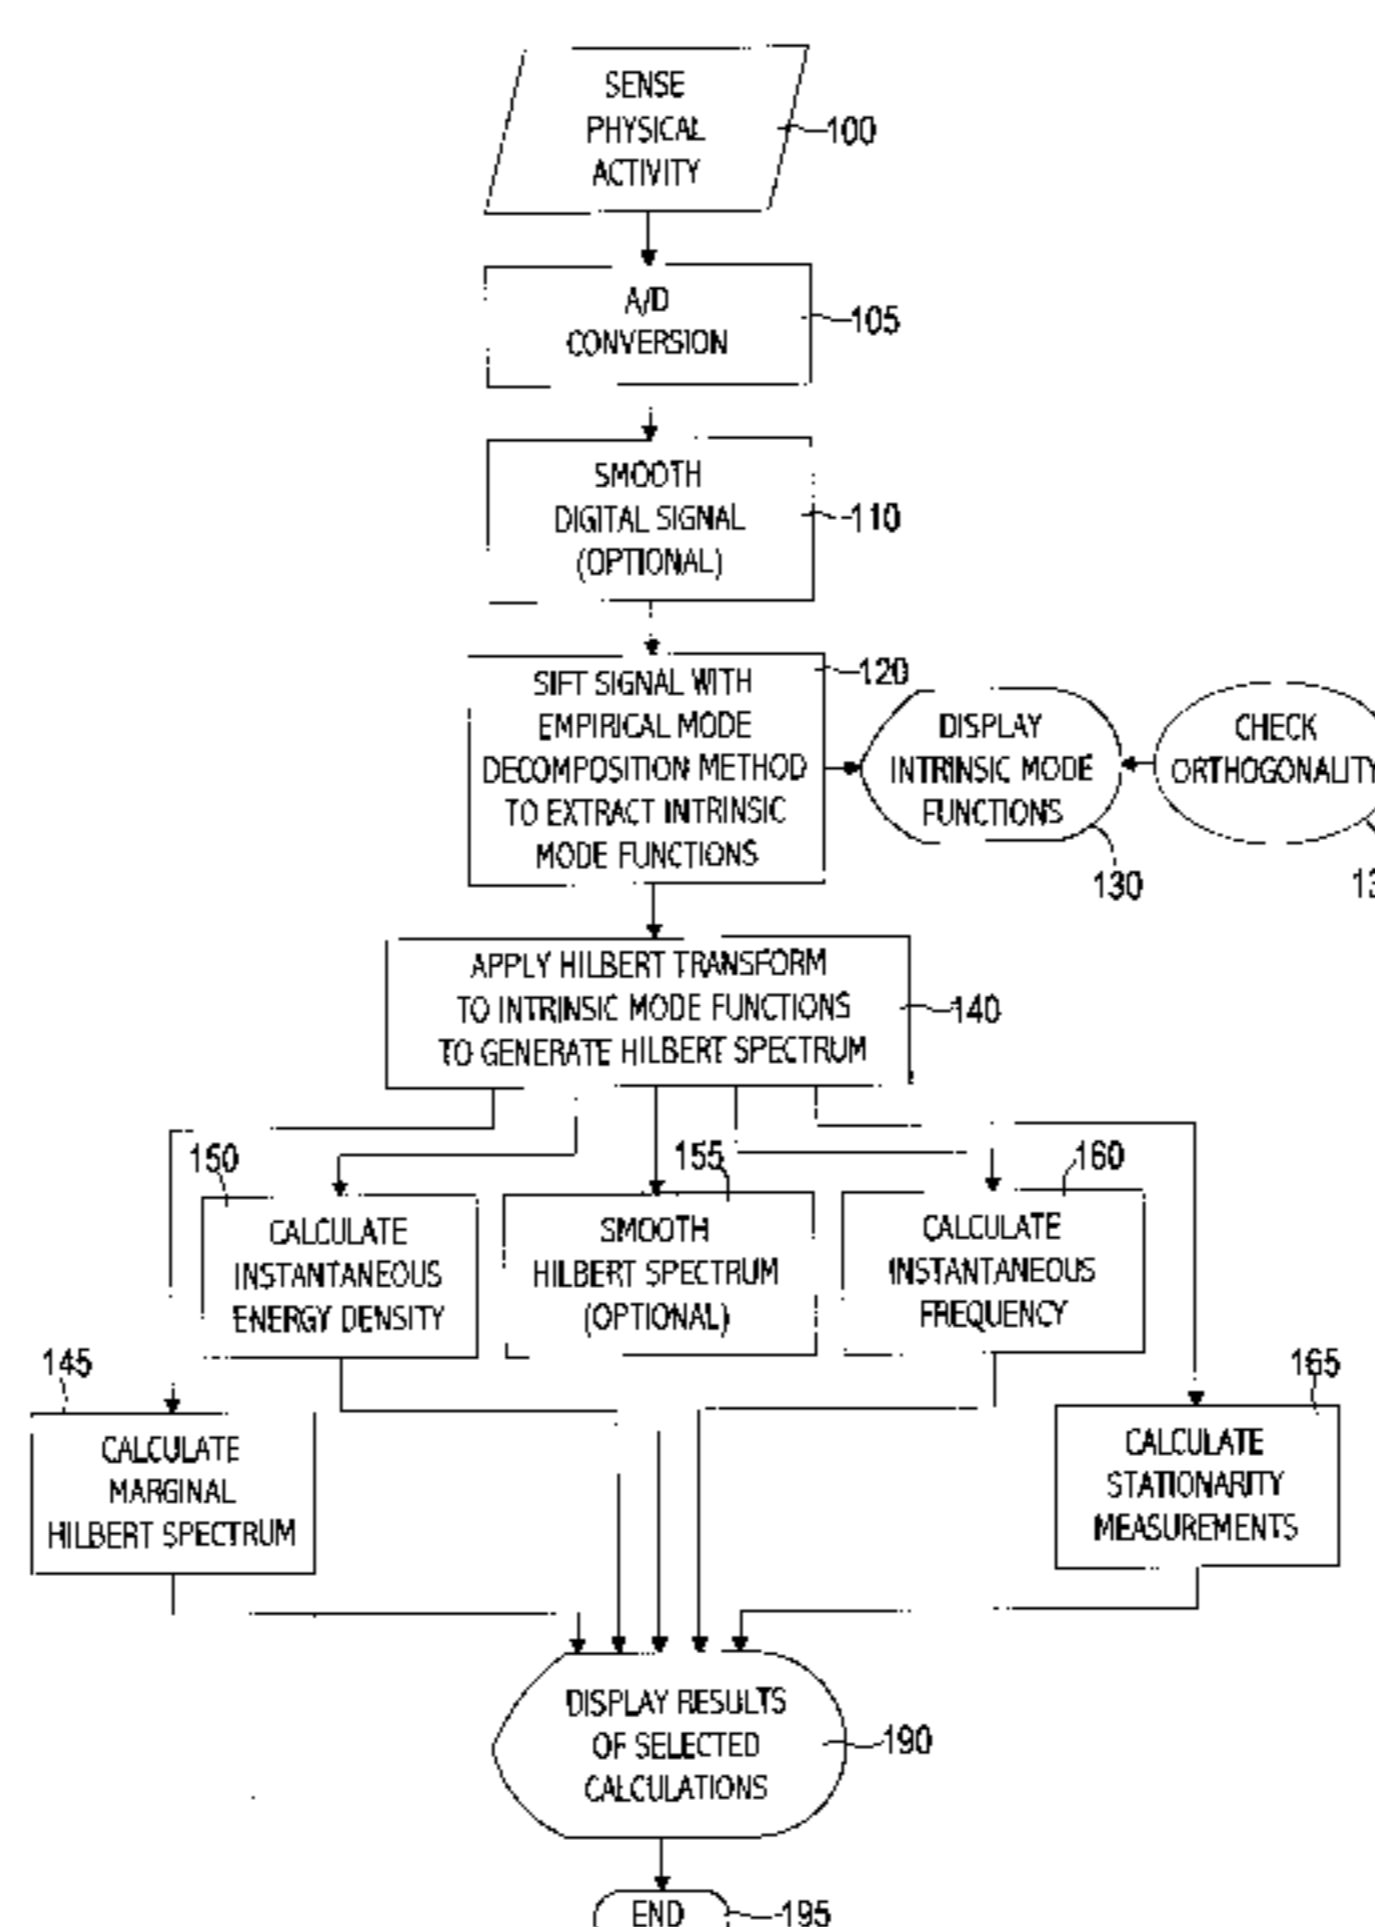 SENSE
PHYSICAL
ACTIVITY
100
A/D
CONVERSION
105
SMOOTH
DIGITAL SIGNAL
(OPTIONAL)
110
SIFT SIGNAL WITH
EMPIRICAL MODE
DECOMPOSITION METHOD
TO EXTRACT INTRINSIC
MODE FUNCTIONS
120
DISPLAY
INTRINSIC MODE
FUNCTIONS
130
CHECK
ORTHOGONALITY
APPLY HILBERT TRANSFORM
TO INTRINSIC MODE FUNCTIONS
TO GENERATE HILBERT SPECTRUM
140
150
CALCULATE
INSTANTANEOUS
ENERGY DENSITY
155
SMOOTH
HILBERT SPECTRUM
(OPTIONAL)
160
CALCULATE
INSTANTANEOUS
FREQUENCY
145
CALCULATE
MARGINAL
HILBERT SPECTRUM
165
CALCULATE
STATIONARITY
MEASUREMENTS
DISPLAY RESULTS
OF SELECTED
CALCULATIONS
190
END
195